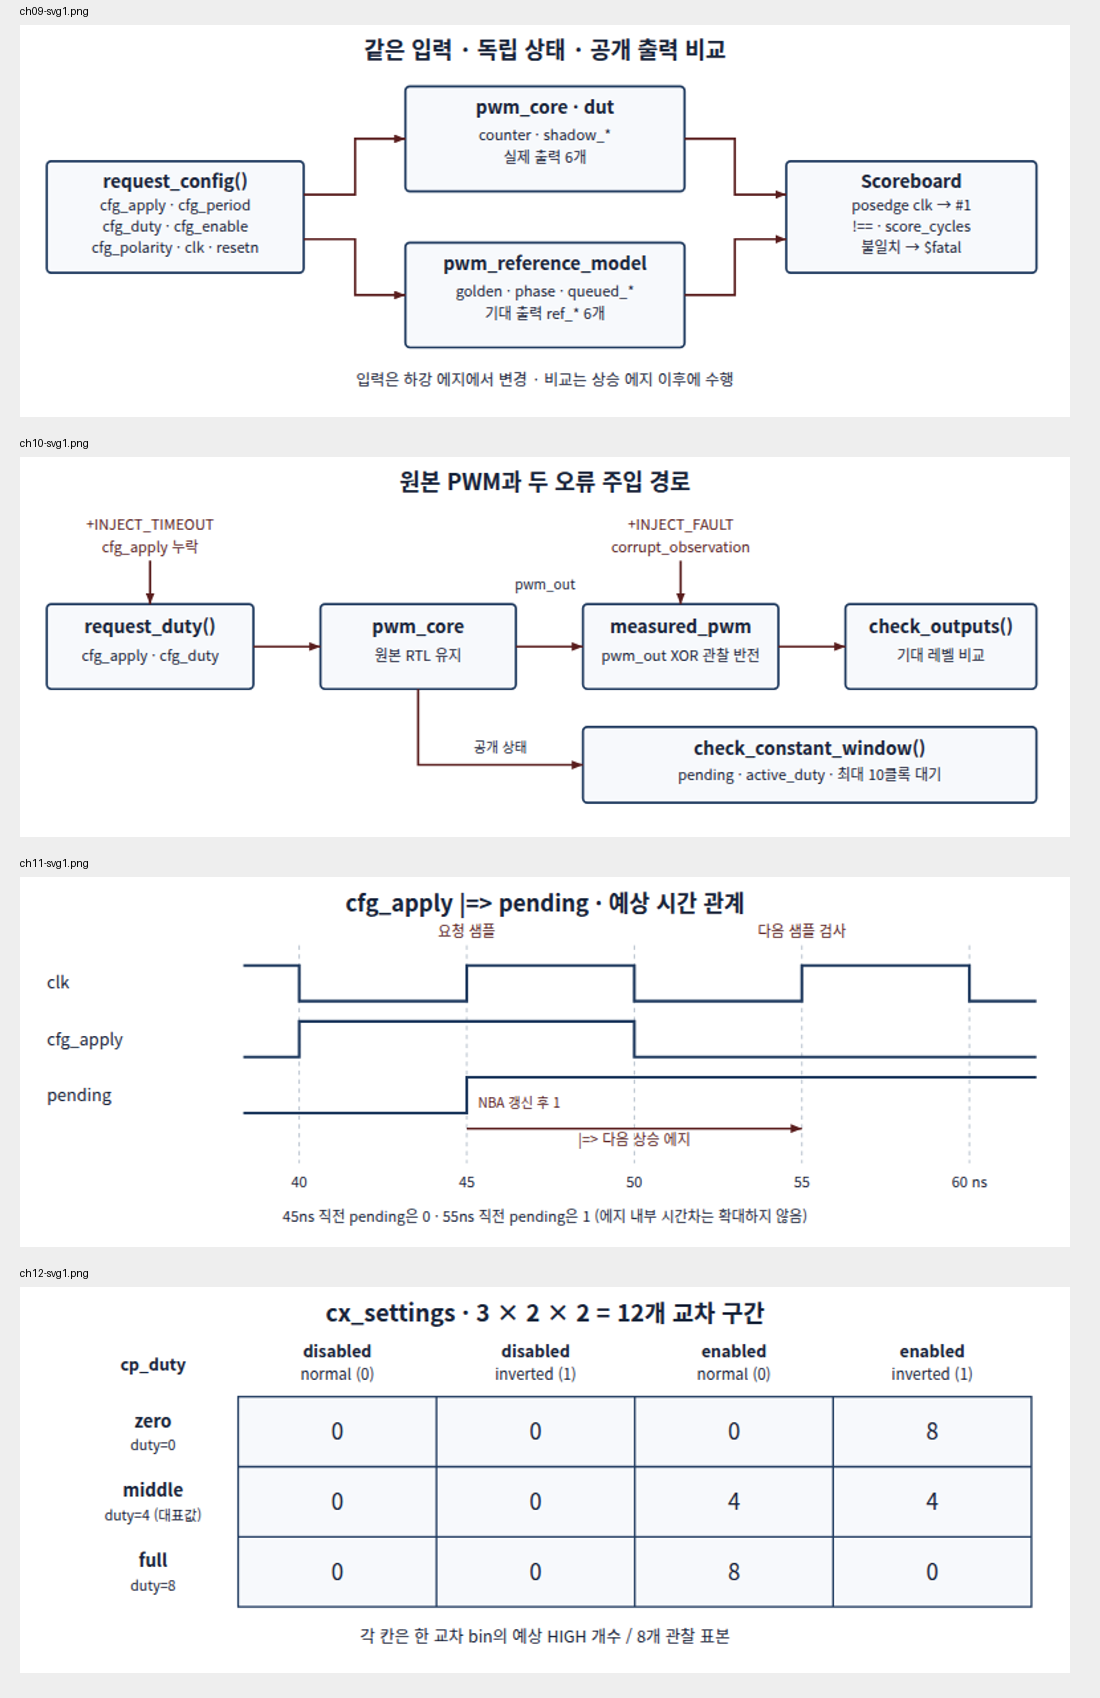 ch09-svg1.png
같은 입력 · 독립 상태 · 공개 출력 비교
request_config()
cfg_apply · cfg_period
cfg_duty · cfg_enable
cfg_polarity · clk · resetn
pwm_core · dut
counter · shadow_*
실제 출력 6개
pwm_reference_model
golden · phase · queued_*
기대 출력 ref_* 6개
Scoreboard
posedge clk → #1
!== · score_cycles
불일치 → $fatal
입력은 하강 에지에서 변경 · 비교는 상승 에지 이후에 수행
ch10-svg1.png
원본 PWM과 두 오류 주입 경로
+INJECT_TIMEOUT
cfg_apply 누락
+INJECT_FAULT
corrupt_observation
pwm_out
request_duty()
cfg_apply · cfg_duty
pwm_core
원본 RTL 유지
measured_pwm
pwm_out XOR 관찰 반전
check_outputs()
기대 레벨 비교
공개 상태
check_constant_window()
pending · active_duty · 최대 10클록 대기
ch11-svg1.png
cfg_apply |=> pending · 예상 시간 관계
요청 샘플
다음 샘플 검사
clk
cfg_apply
pending
NBA 갱신 후 1
|=> 다음 상승 에지
40 45 50 55 60 ns
45ns 직전 pending은 0 · 55ns 직전 pending은 1 (에지 내부 시간차는 확대하지 않음)
ch12-svg1.png
cx_settings · 3 × 2 × 2 = 12개 교차 구간
cp_duty
disabled disabled enabled enabled
normal (0) inverted (1) normal (0) inverted (1)
zero
duty=0
0 0 0 8
middle
duty=4 (대표값)
0 0 4 4
full
duty=8
0 0 8 0
각 칸은 한 교차 bin의 예상 HIGH 개수 / 8개 관찰 표본